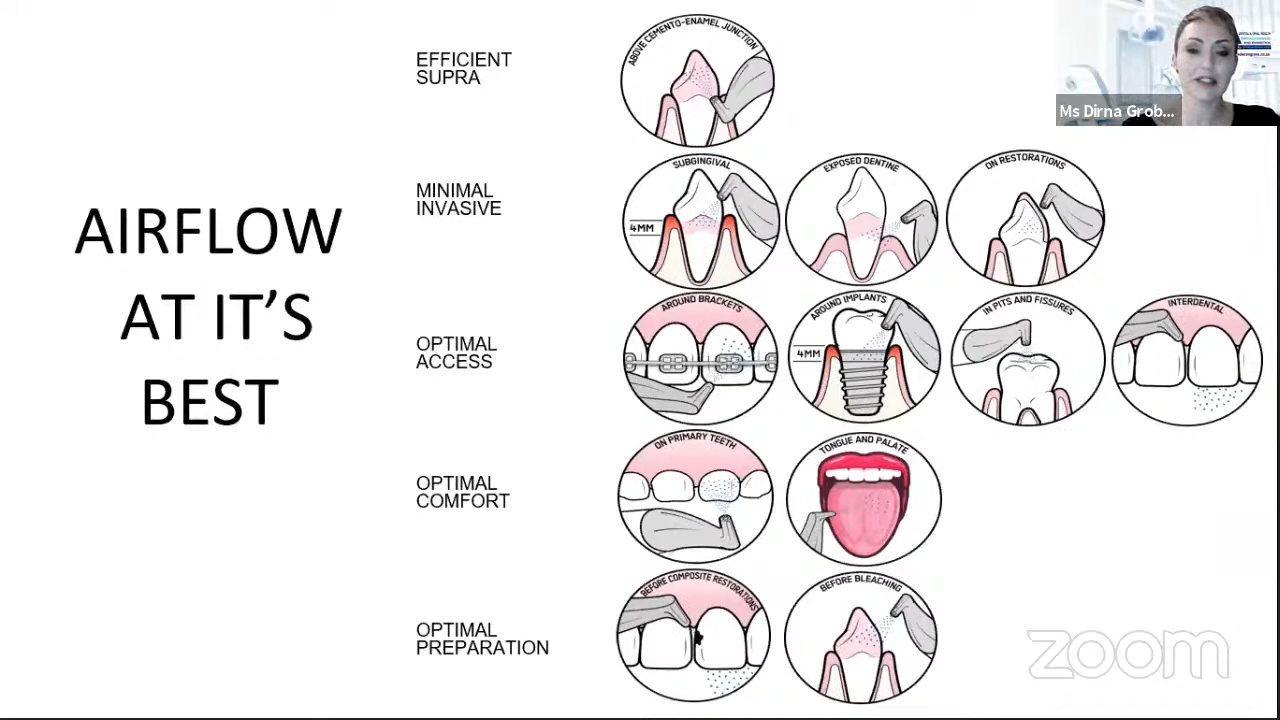 AIRFLOW
AT IT’S
BEST
EFFICIENT
SUPRA
ABOVE CEMENTO-ENAMEL JUNCTION
MINIMAL
INVASIVE
SUBGINGIVAL
4MM
EXPOSED DENTINE
ON RESTORATIONS
OPTIMAL
ACCESS
AROUND BRACKETS
AROUND IMPLANTS
4MM
IN PITS AND FISSURES
INTERDENTAL
OPTIMAL
COMFORT
ON PRIMARY TEETH
TONGUE AND PALATE
OPTIMAL
PREPARATION
BEFORE COMPOSITE RESTORATIONS
BEFORE BLEACHING
Ms Dirna Grob...
zoom